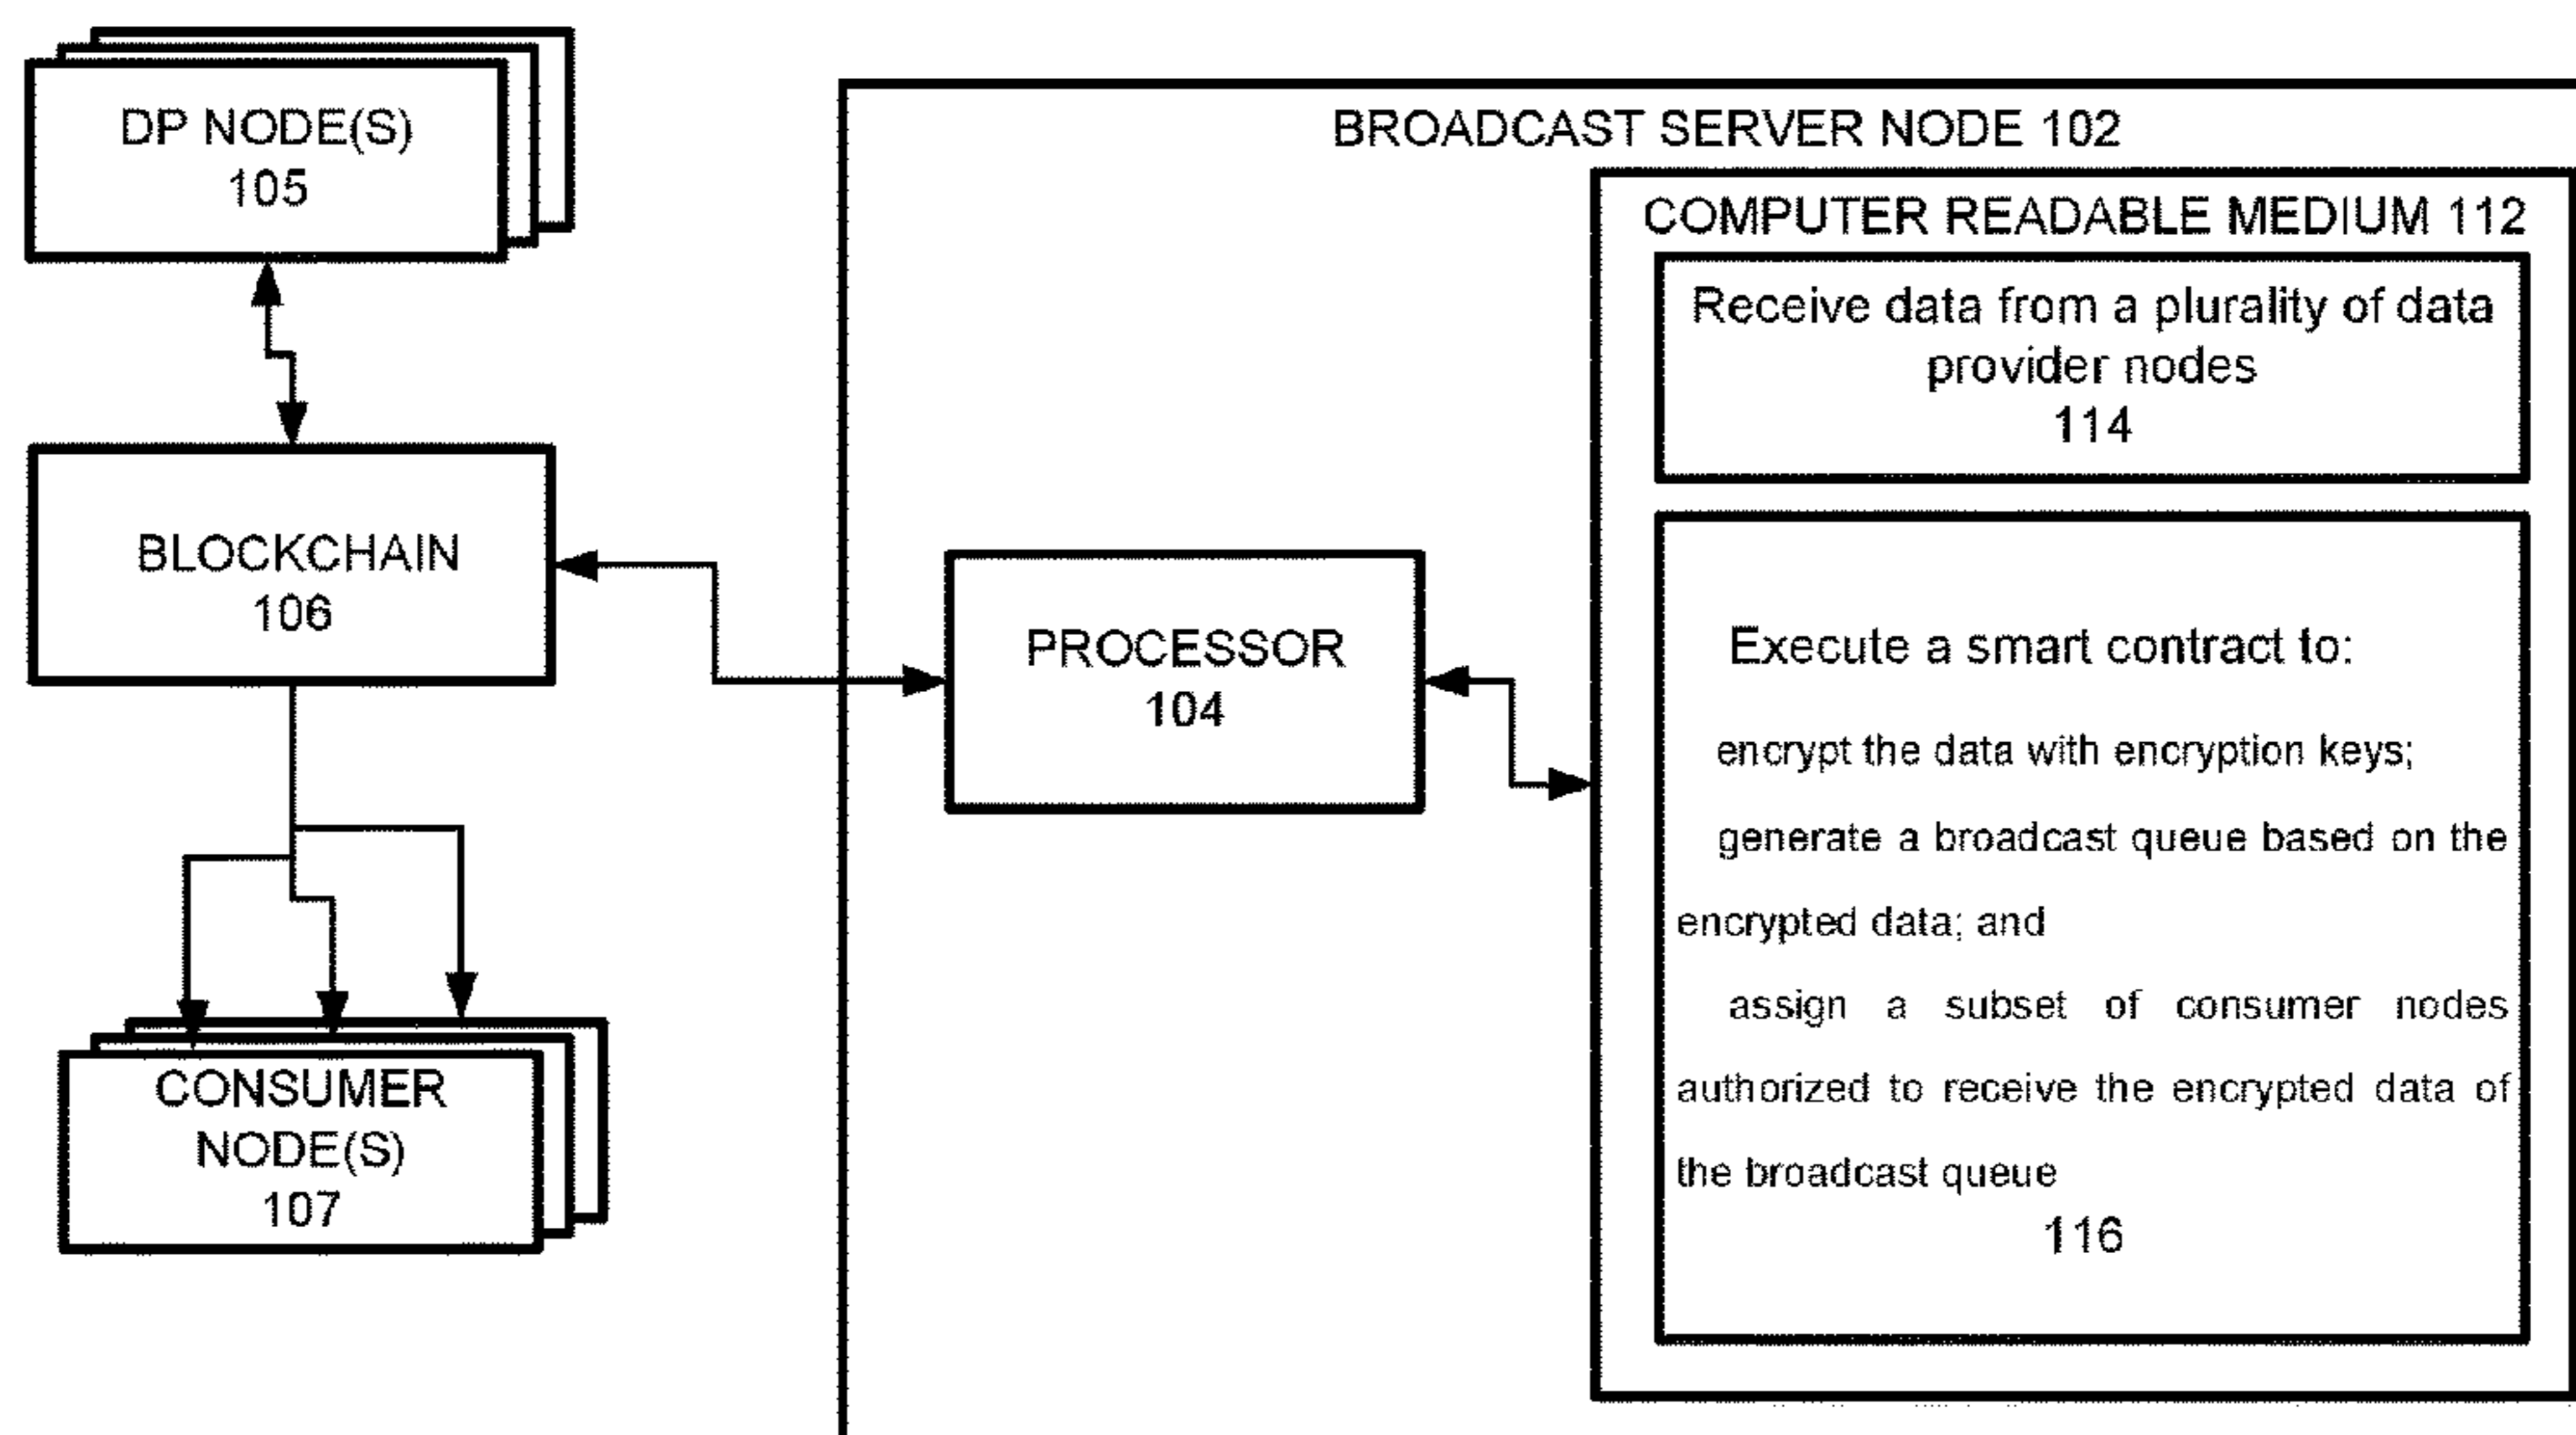 DP NODE(S)
105
BROADCAST SERVER NODE 102
COMPUTER READABLE MEDIUM 112
Receive data from a plurality of data
provider nodes
114
BLOCKCHAIN
106
PROCESSOR
104
Execute a smart contract to:
encrypt the data with encryption keys;
generate a broadcast queue based on the
encrypted data; and
assign a subset of consumer nodes
authorized to receive the encrypted data of
the broadcast queue
116
CONSUMER
NODE(S)
107